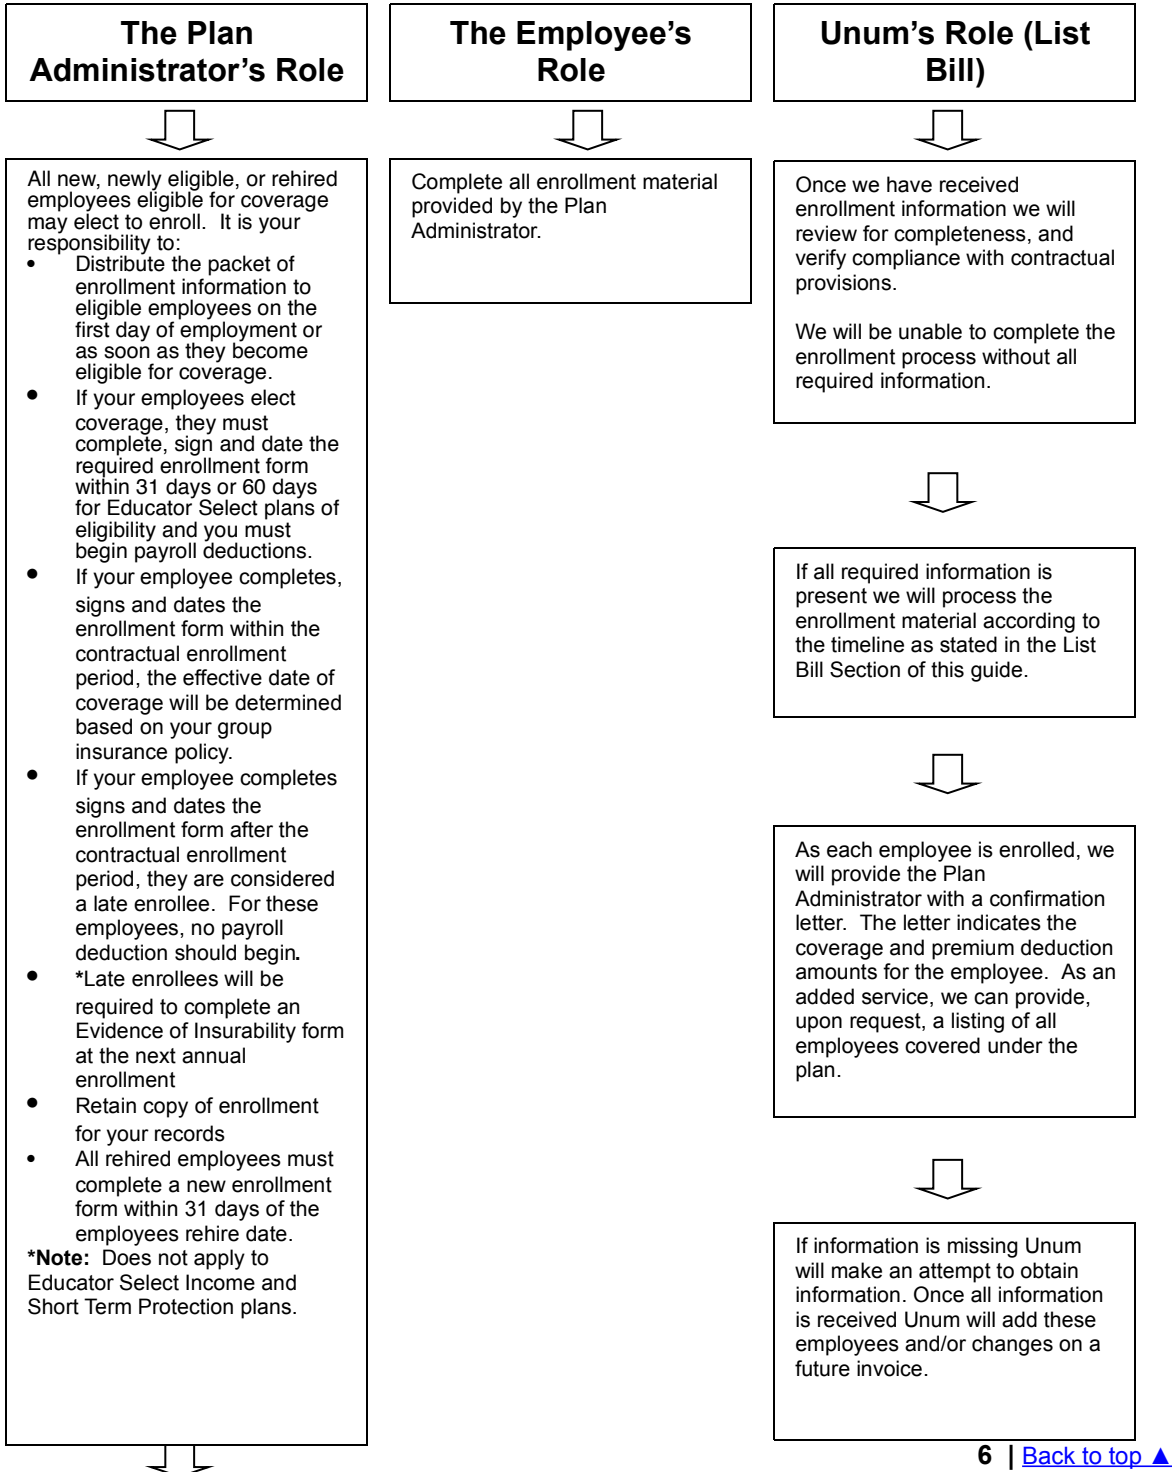 The Plan
Administrator’s Role
All new, newly eligible, or rehired
employees eligible for coverage
may elect to enroll.  It is your
responsibility to:
• Distribute the packet of
enrollment information to
eligible employees on the
first day of employment or
as soon as they become
eligible for coverage.
• If your employees elect
coverage, they must
complete, sign and date the
required enrollment form
within 31 days or 60 days
for Educator Select plans of
eligibility and you must
begin payroll deductions.
• If your employee completes,
signs and dates the
enrollment form within the
contractual enrollment
period, the effective date of
coverage will be determined
based on your group
insurance policy.
• If your employee completes
signs and dates the
enrollment form after the
contractual enrollment
period, they are considered
a late enrollee.  For these
employees, no payroll
deduction should begin.
• *Late enrollees will be
required to complete an
Evidence of Insurability form
at the next annual
enrollment
• Retain copy of enrollment
for your records
• All rehired employees must
complete a new enrollment
form within 31 days of the
employees rehire date.
*Note:  Does not apply to
Educator Select Income and
Short Term Protection plans.
The Employee’s
Role
Complete all enrollment material
provided by the Plan
Administrator.
Unum’s Role (List
Bill)
Once we have received
enrollment information we will
review for completeness, and
verify compliance with contractual
provisions.
We will be unable to complete the
enrollment process without all
required information.
If all required information is
present we will process the
enrollment material according to
the timeline as stated in the List
Bill Section of this guide.
As each employee is enrolled, we
will provide the Plan
Administrator with a confirmation
letter.  The letter indicates the
coverage and premium deduction
amounts for the employee.  As an
added service, we can provide,
upon request, a listing of all
employees covered under the
plan.
If information is missing Unum
will make an attempt to obtain
information. Once all information
is received Unum will add these
employees and/or changes on a
future invoice.
6 | Back to top ▲